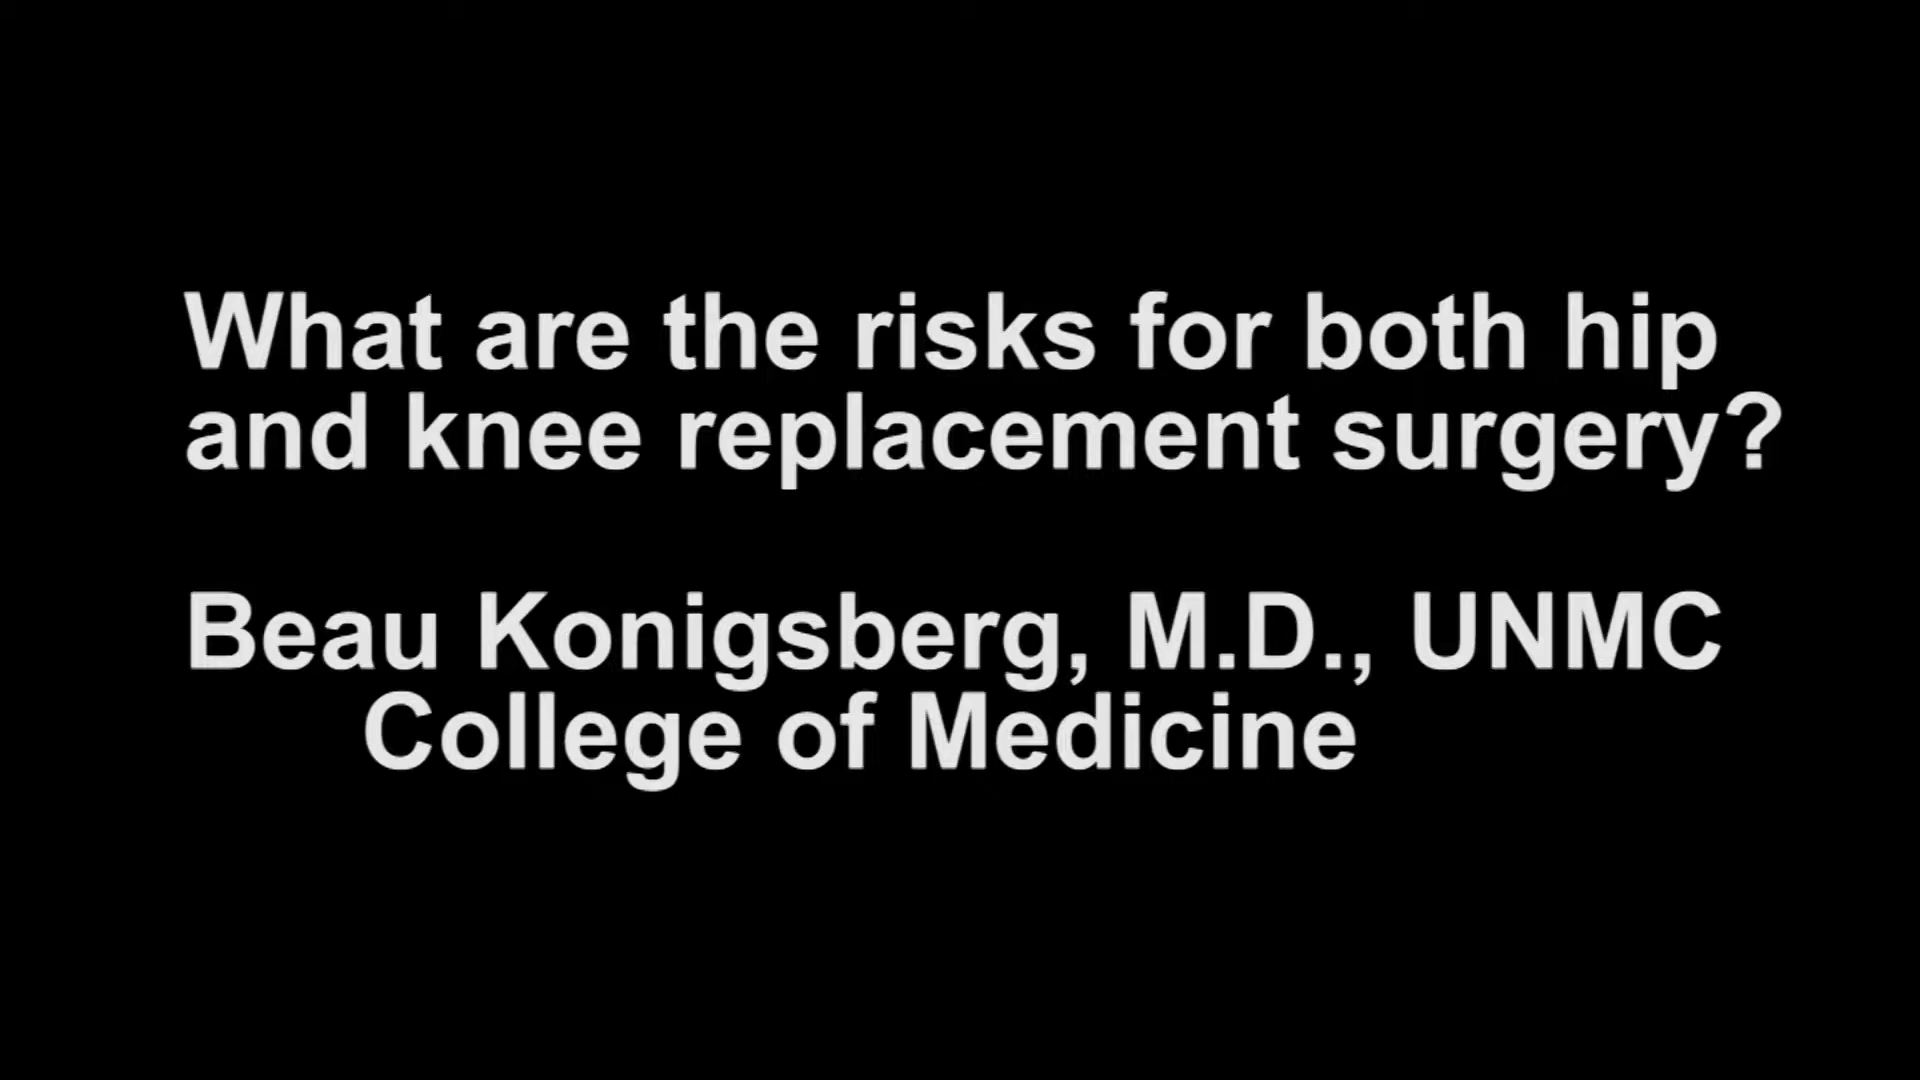 What are the risks for both hip
and knee replacement surgery?
Beau Konigsberg, M.D., UNMC
College of Medicine